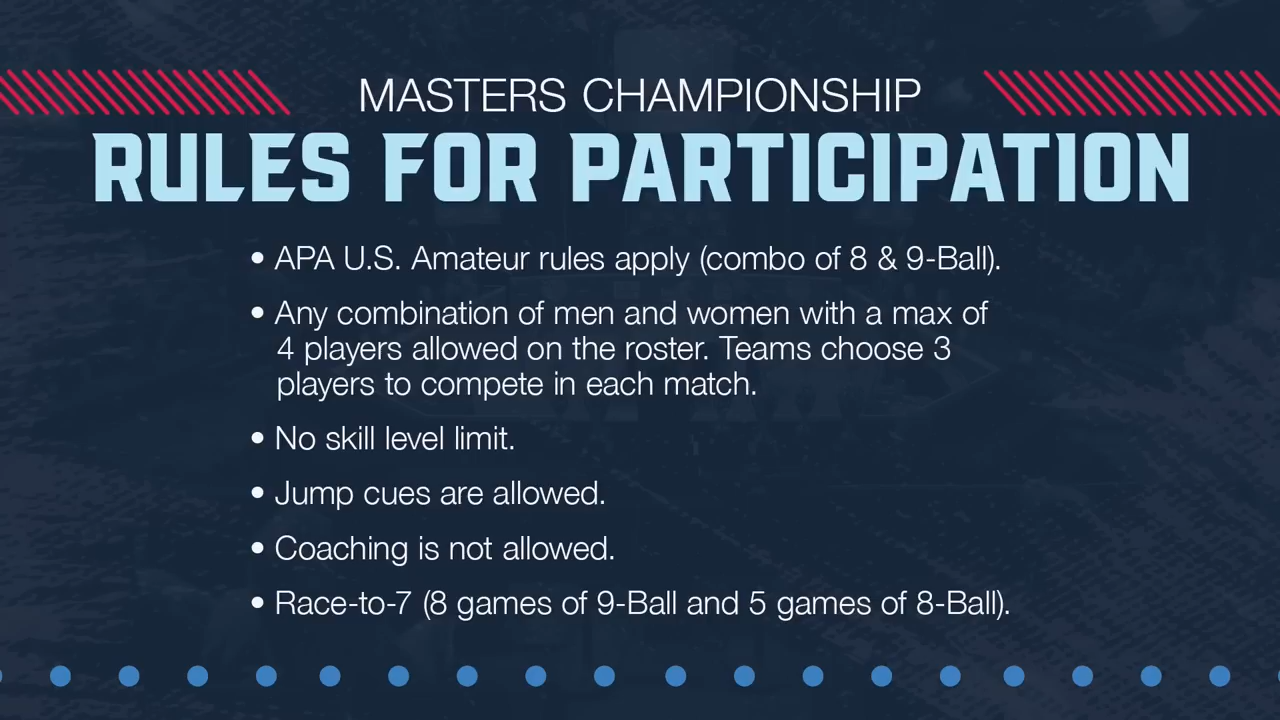 MASTERS CHAMPIONSHIP
RULES FOR PARTICIPATION
• APA U.S. Amateur rules apply (combo of 8 & 9-Ball).
• Any combination of men and women with a max of
4 players allowed on the roster. Teams choose 3
players to compete in each match.
• No skill level limit.
• Jump cues are allowed.
• Coaching is not allowed.
• Race-to-7 (8 games of 9-Ball and 5 games of 8-Ball).